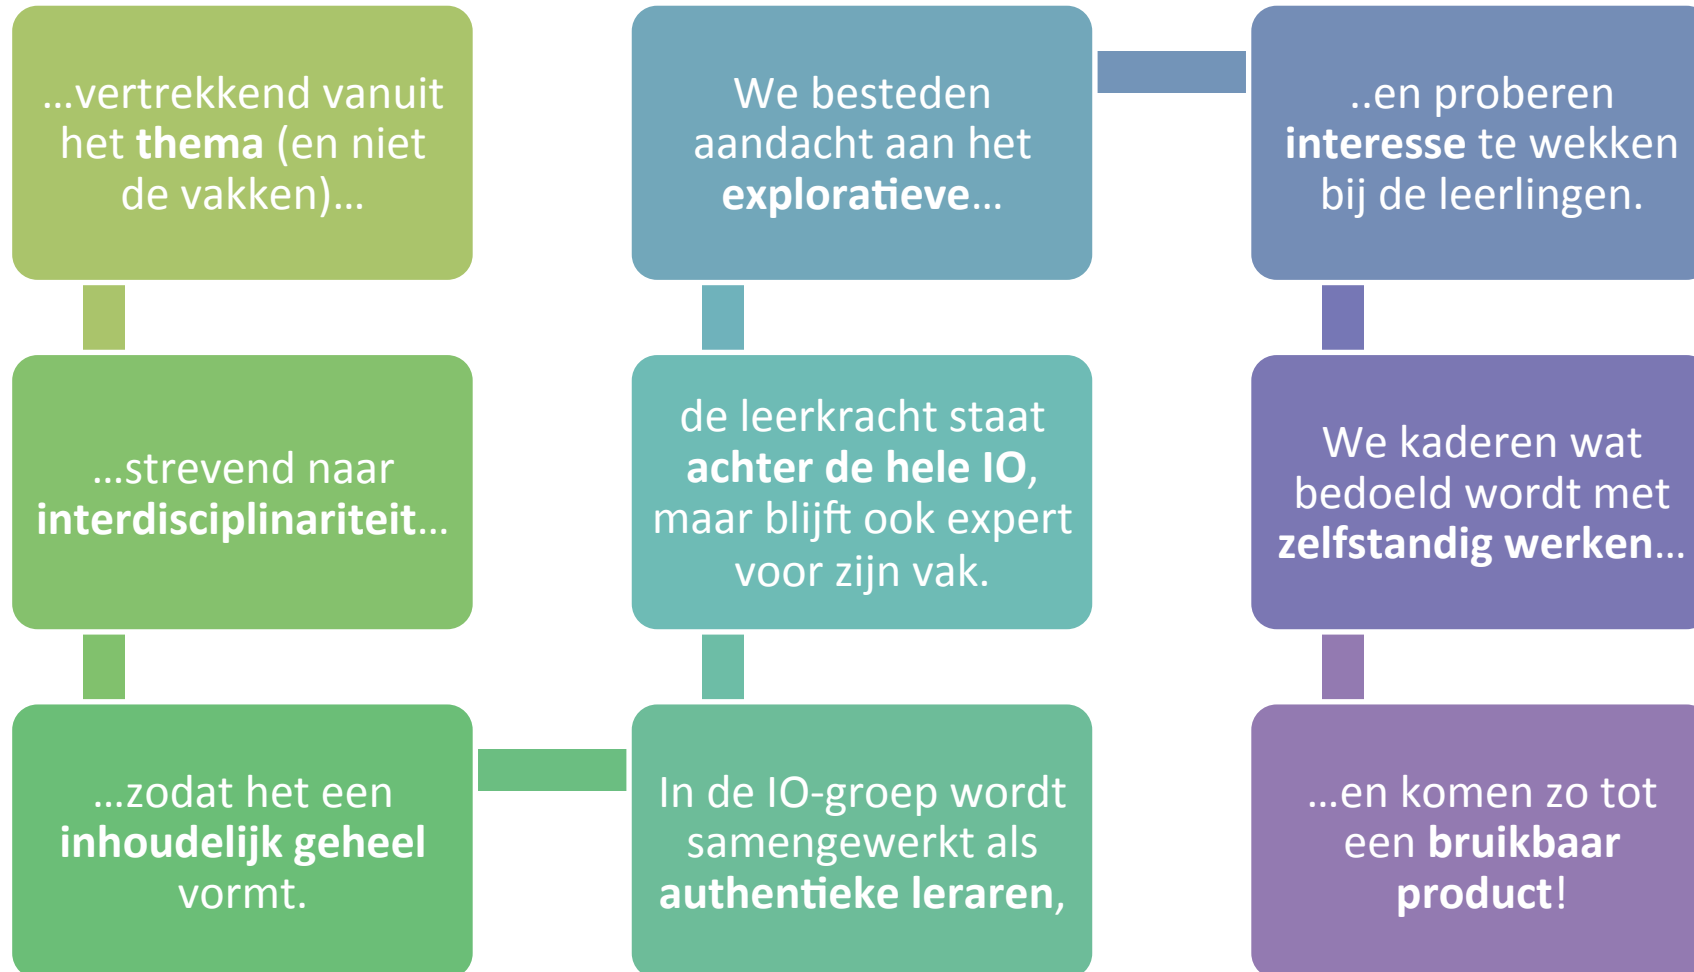 ...vertrekkend vanuit
het thema (en niet
de vakken)...
...strevend naar
interdisciplinariteit...
...zodat het een
inhoudelijk geheel
vormt.
In de IO-groep wordt
samengewerkt als
authentieke leraren,
de leerkracht staat
achter de hele IO,
maar blijft ook expert
voor zijn vak.
We besteden
aandacht aan het
exploratieve...
..en proberen
interesse te wekken
bij de leerlingen.
We kaderen wat
bedoeld wordt met
zelfstandig werken...
...en komen zo tot
een bruikbaar
product!